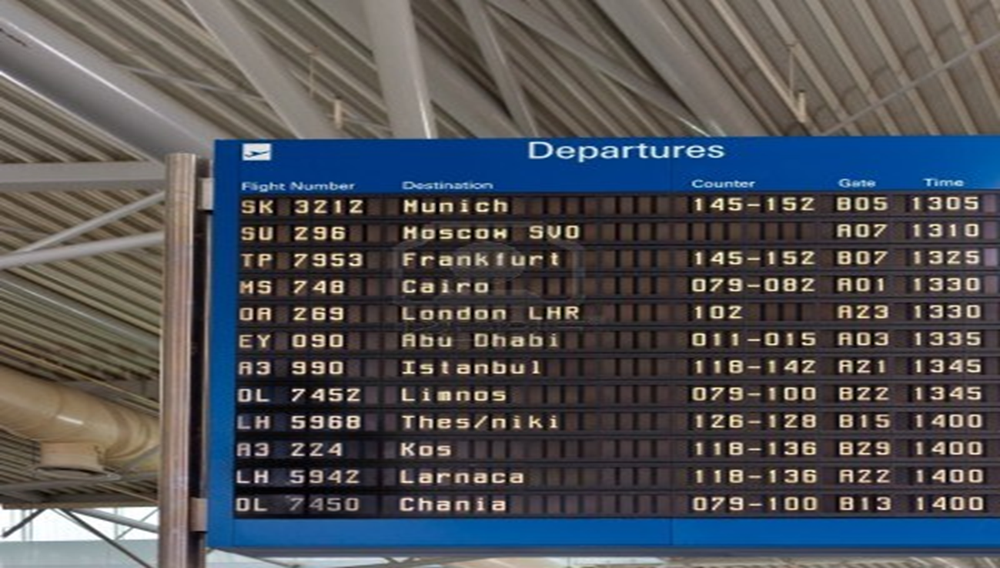 Departures
Flight Number Destination Counter Gate Time
SK 3212 Munich 145-152 B05 1305
SU 296 Moscow SVO A07 1310
TP 7953 Frankfurt 145-152 B07 1325
MS 748 Cairo 079-082 A01 1330
OA 269 London LHR 102 A23 1330
EY 090 Abu Dhabi 011-015 A03 1335
A3 990 Istanbul 118-142 A21 1345
OL 7452 Limnos 079-100 B22 1345
LH 5968 Thes/niki 126-128 B15 1400
A3 224 Kos 118-136 B29 1400
LH 5942 Larnaca 118-136 A22 1400
OL 7450 Chania 079-100 B13 1400